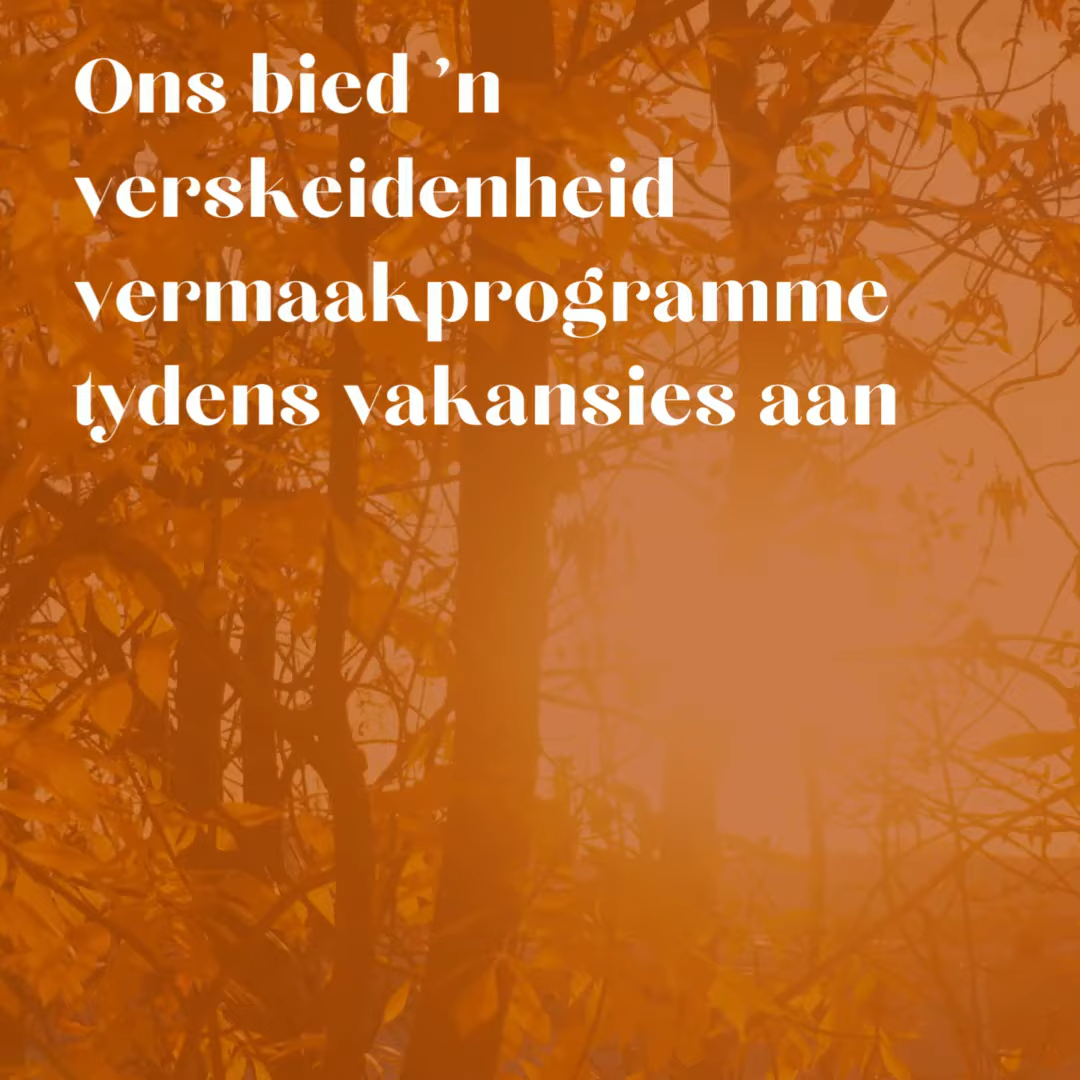 Ons bied ’n
verskeidenheid
vermaakprogramme
tydens vakansies aan